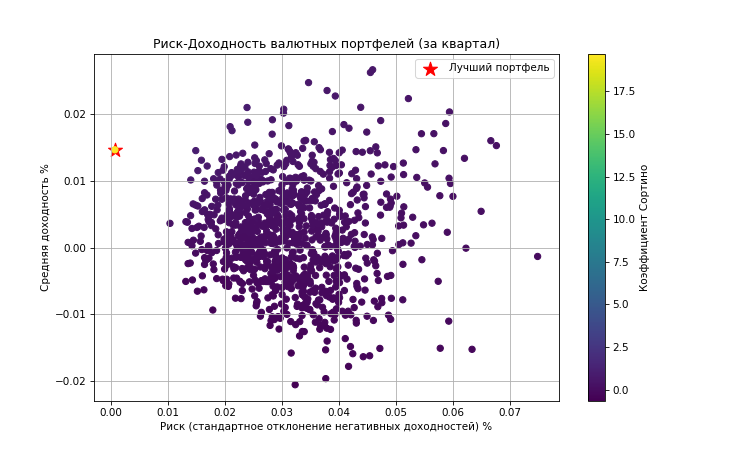 Риск-Доходность валютных портфелей (за квартал)
Лучший портфель
Средняя доходность %
0.02
0.01
0.00
−0.01
−0.02
0.00 0.01 0.02 0.03 0.04 0.05 0.06 0.07
Риск (стандартное отклонение негативных доходностей) %
17.5
15.0
12.5
10.0
7.5
5.0
2.5
0.0
Коэффициент Сортино